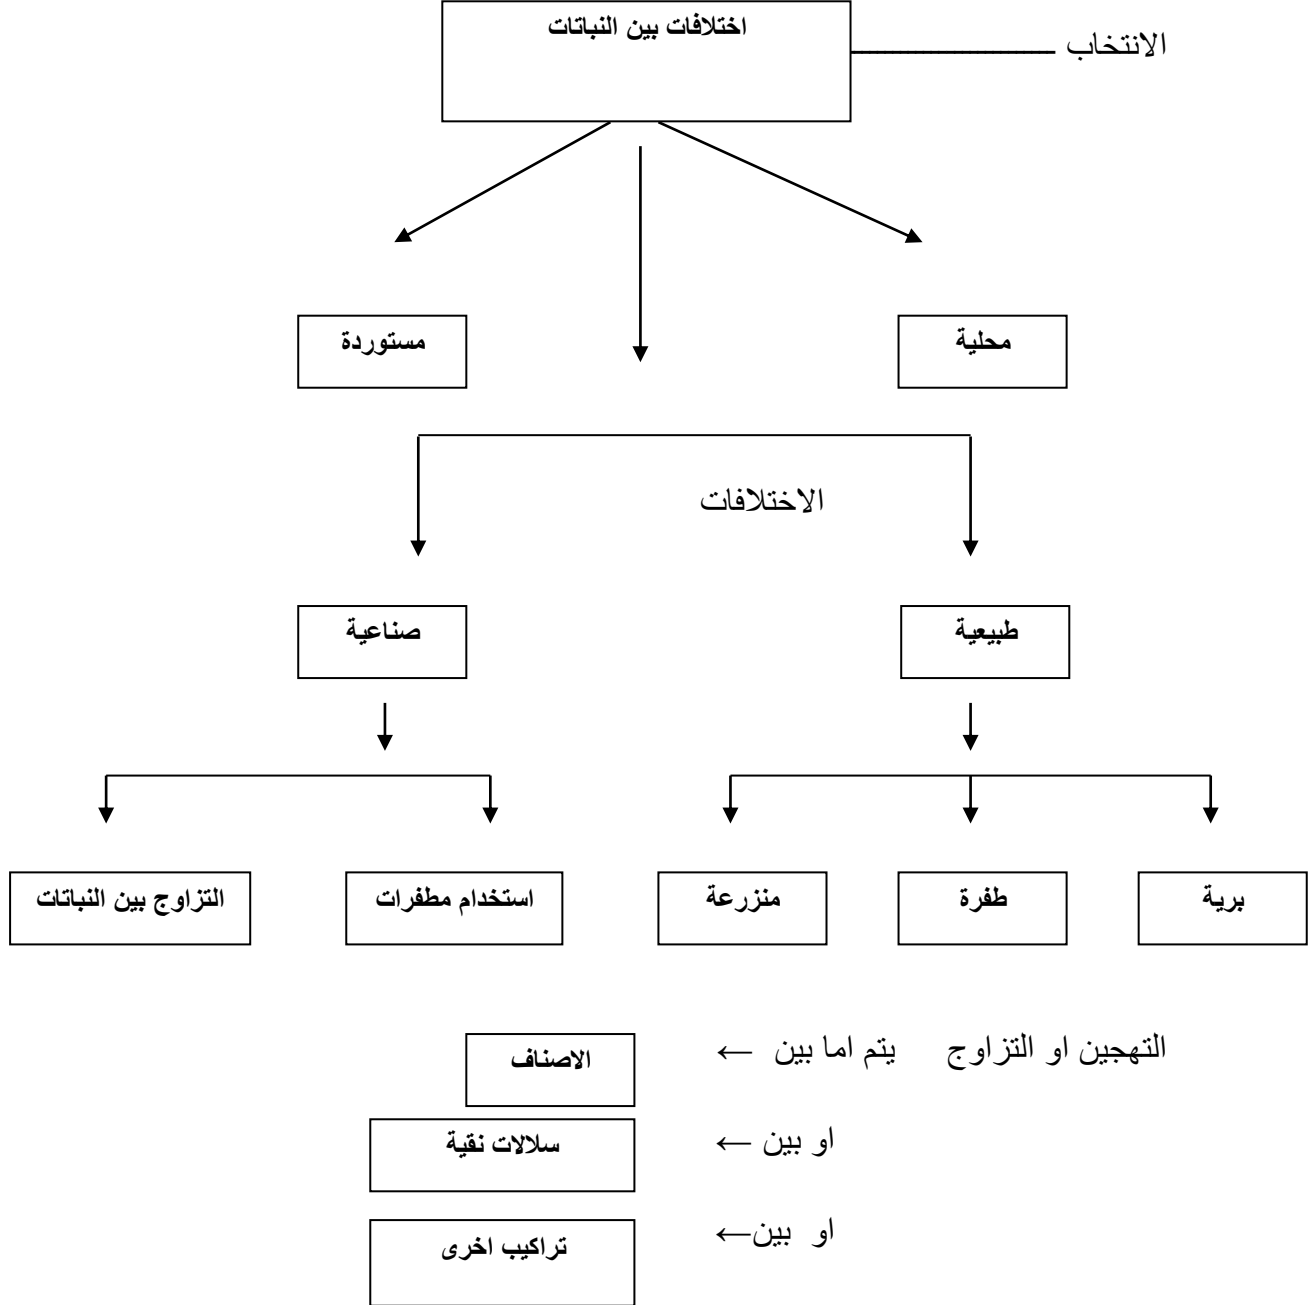 اختلافات بين النباتات
الانتخاب
محلية
مستوردة
الاختلافات
طبيعية
صناعية
برية
طفرة
منزرعة
استخدام مطفرات
التزاوج بين النباتات
التهجين او التزاوج يتم اما بين ← الاصناف
او بين ← سلالات نقية
او بين← تراكيب اخرى